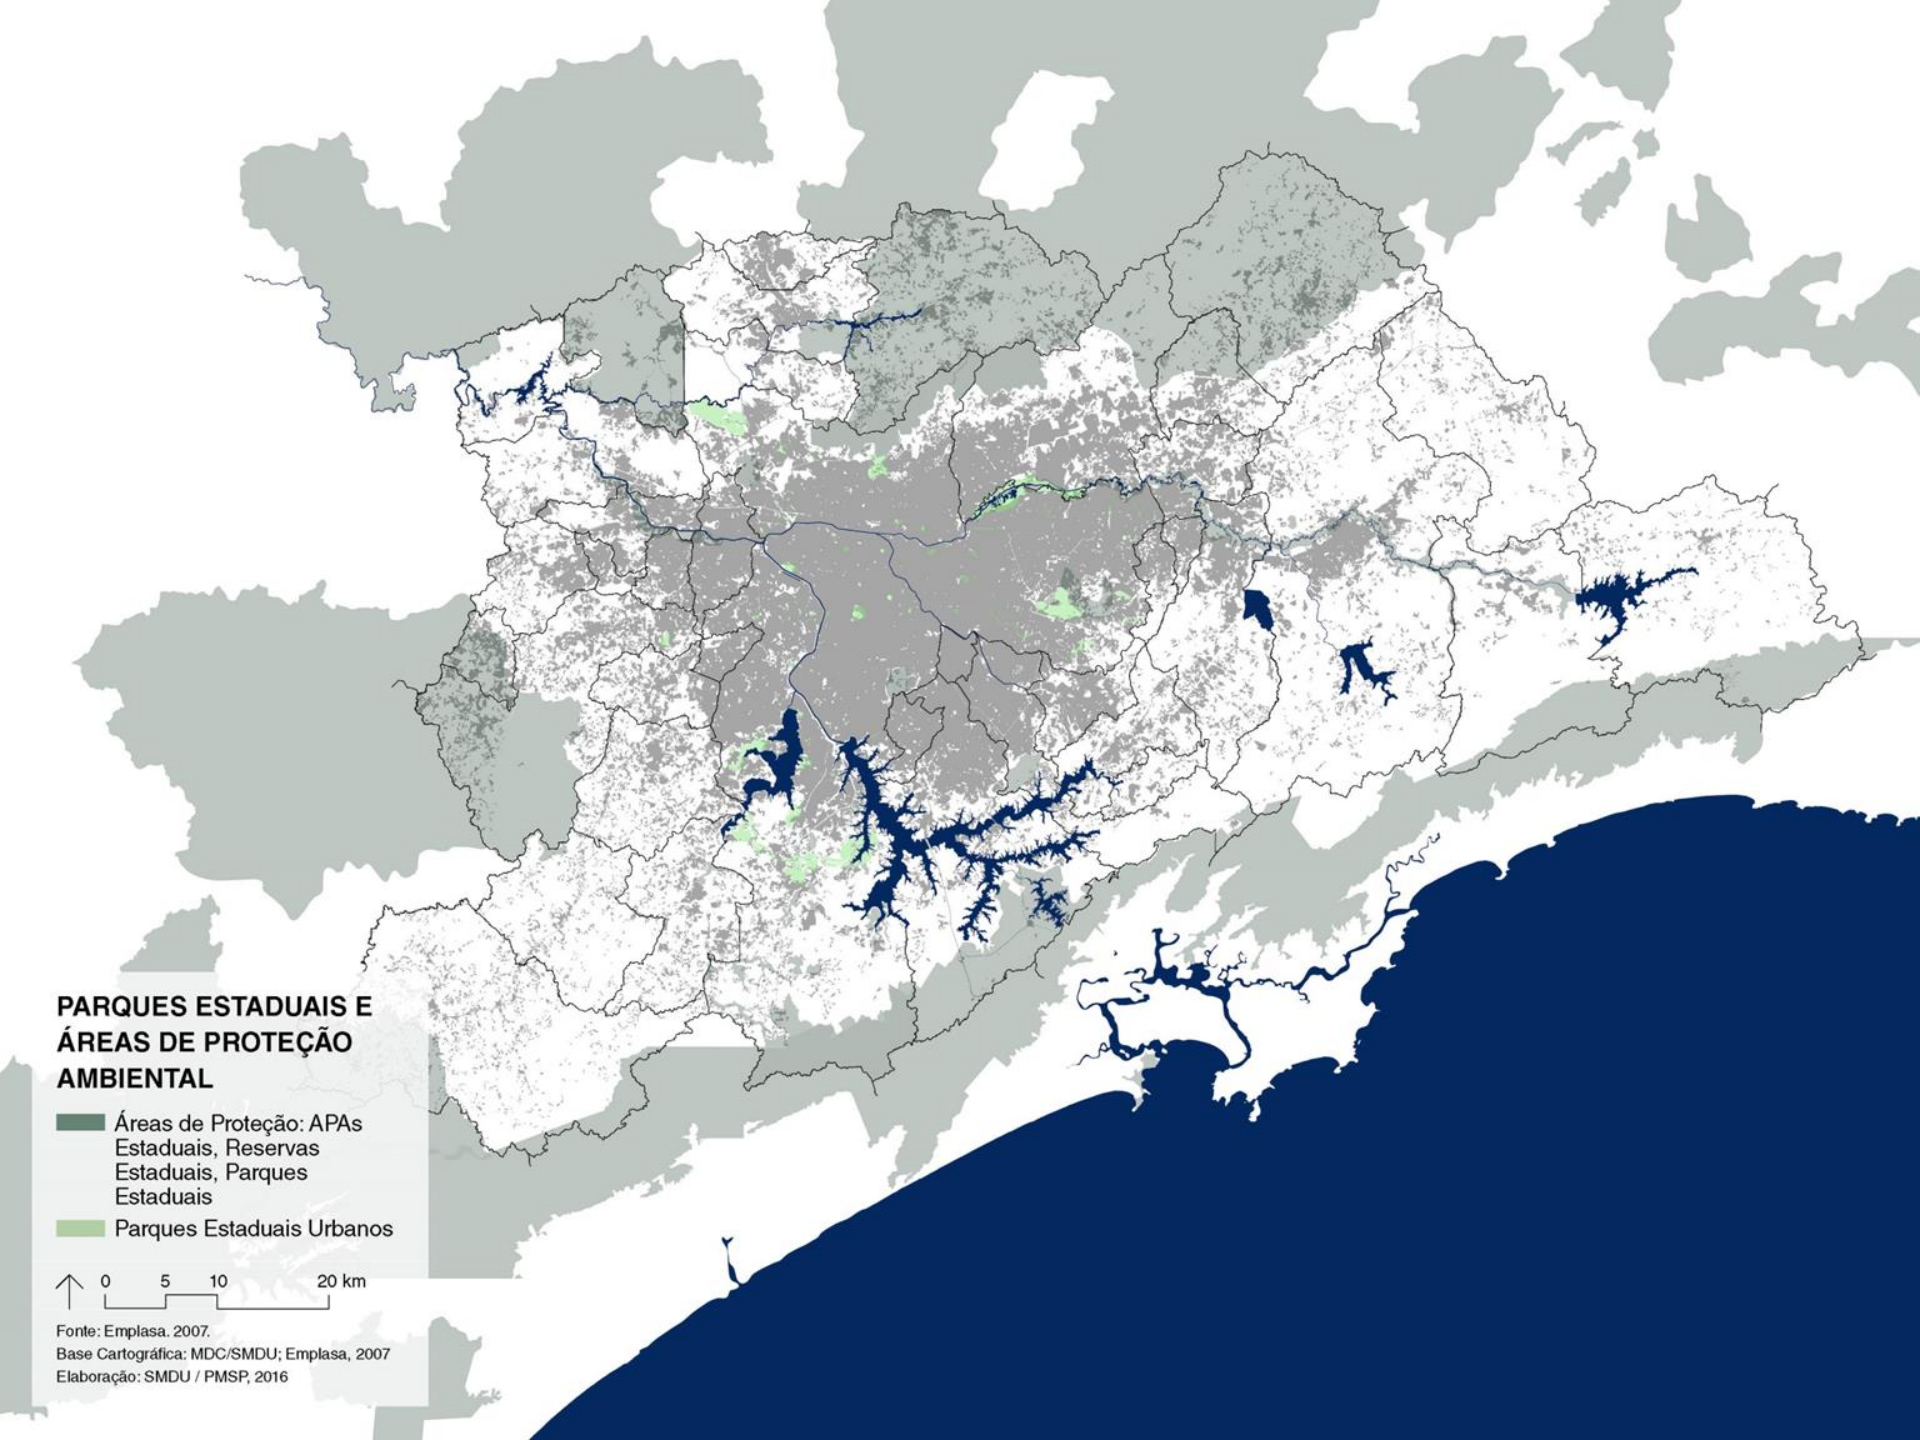 PARQUES ESTADUAIS E
ÁREAS DE PROTEÇÃO
AMBIENTAL
Áreas de Proteção: APAs
Estaduais, Reservas
Estaduais, Parques
Estaduais
Parques Estaduais Urbanos
0 5 10 20 km
Fonte: Emplasa. 2007.
Base Cartográfica: MDC/SMDU; Emplasa, 2007
Elaboração: SMDU / PMSP, 2016